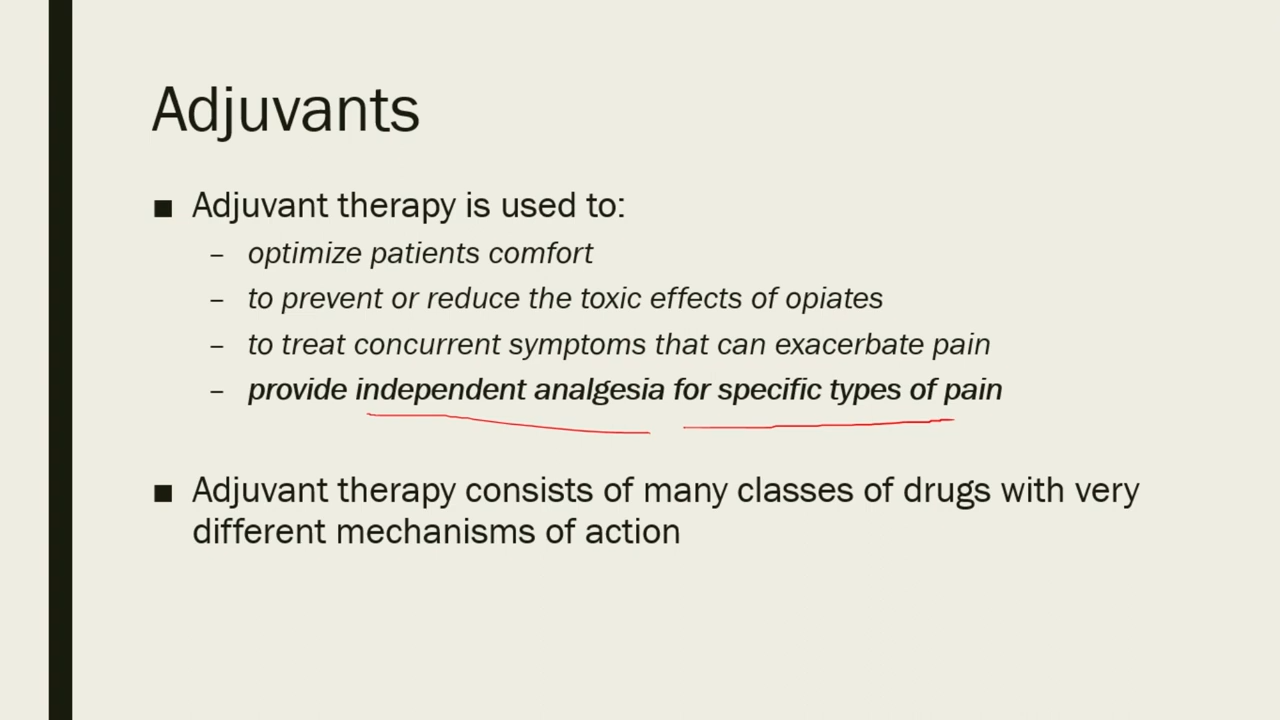 Adjuvants
■ Adjuvant therapy is used to:
– optimize patients comfort
– to prevent or reduce the toxic effects of opiates
– to treat concurrent symptoms that can exacerbate pain
– provide independent analgesia for specific types of pain
■ Adjuvant therapy consists of many classes of drugs with very
different mechanisms of action